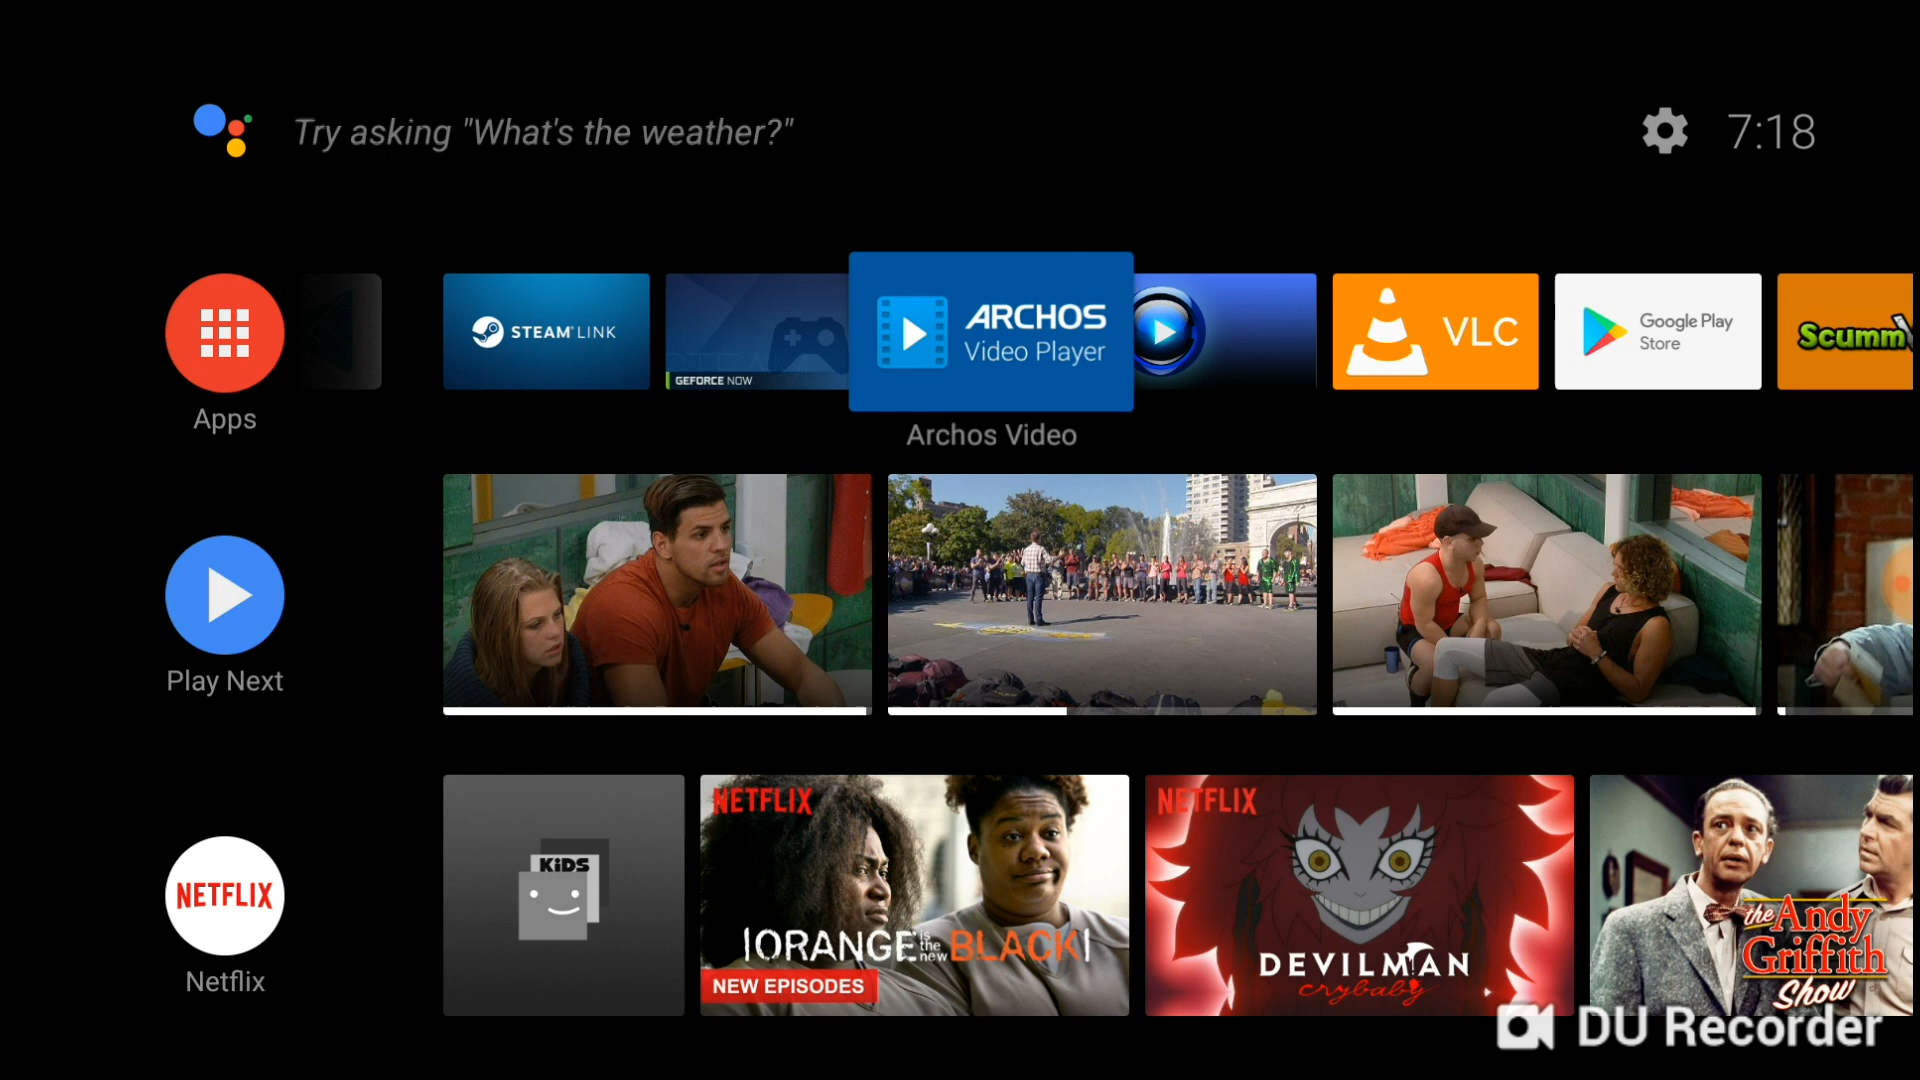 Try asking "What's the weather?"
7:18
Apps
STEAM LINK
GEFORCE NOW
ARCHOS
Video Player
VLC
Google Play
Store
Archos Video
Play Next
Netflix
NETFLIX
KiDS
NETFLIX
ORANGE is the new BLACK
NEW EPISODES
NETFLIX
DEVILMAN
crybaby
the Andy
Griffith
Show
DU Recorder